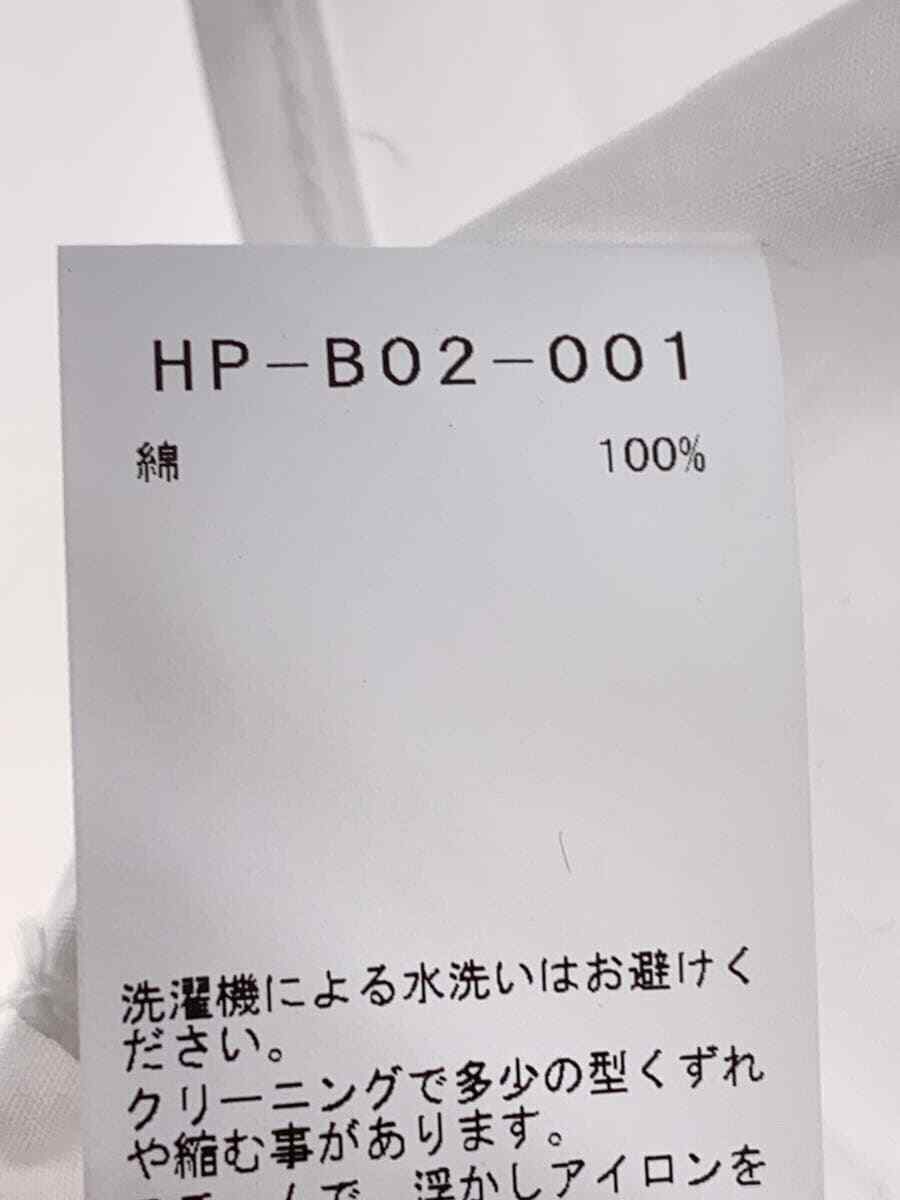 HP-B02-001
綿 100%
洗濯機による水洗いはお避けく
ださい。
クリーニングで多少の型くずれ
や縮む事があります。
浮かしアイロンを